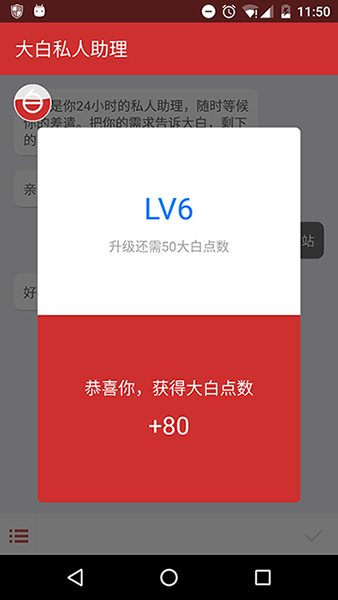 11:50
大白私人助理
是你24小时的私人助理，随时等候
你的差遣。把你的需求告诉大白，剩下
的
亲
LV6
升级还需50大白点数
站
好
恭喜你，获得大白点数
+80